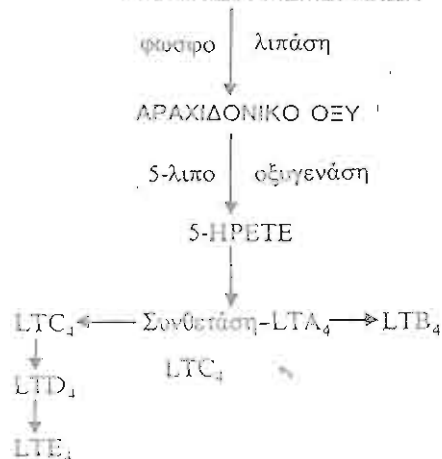 φωσφο λιπάση
ΑΡΑΧΙΔΟΝΙΚΟ ΟΞΥ
5-λιπο οξυγενάση
5-HPETE
LTC₄ Συνθετάση-LTA₄ LTB₄
LTC₄
LTD₄
LTE₄